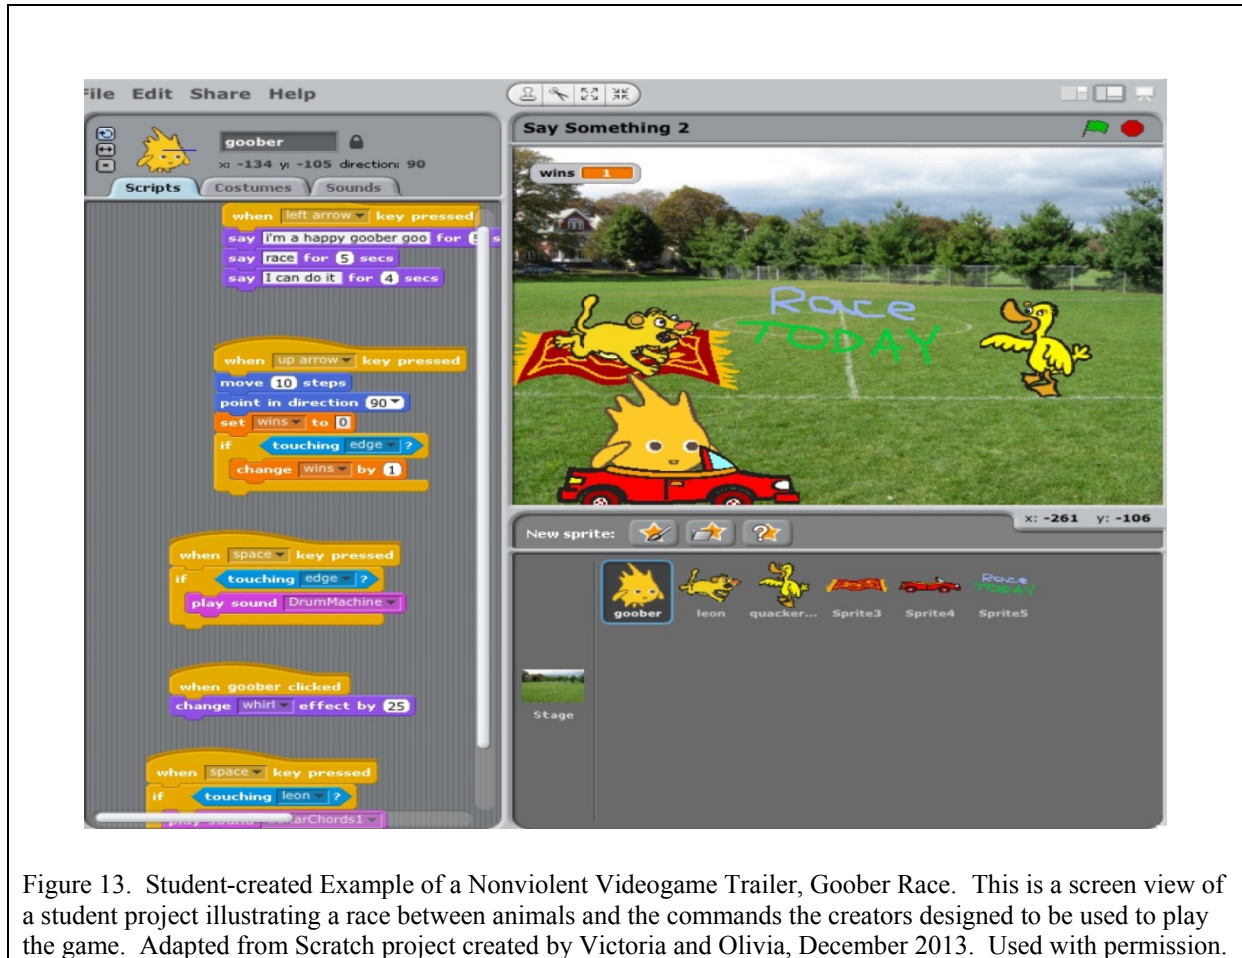 File Edit Share Help
goober
x: -134 y: -105 direction: 90
Scripts Costumes Sounds
when left arrow key pressed
say i'm a happy goober goo for 5 s
say race for 5 secs
say I can do it for 4 secs
when up arrow key pressed
move 10 steps
point in direction 90
set wins to 0
if touching edge ?
change wins by 1
when space key pressed
if touching edge ?
play sound DrumMachine
when goober clicked
change whirl effect by 25
when space key pressed
if touching leon ?
play sound arChords1
Say Something 2
wins 1
Race
TODAY
x: -261 y: -106
New sprite:
goober leon quacker... Sprite3 Sprite4 Sprite5
Race
TODAY
Stage
Figure 13. Student-created Example of a Nonviolent Videogame Trailer, Goober Race. This is a screen view of
a student project illustrating a race between animals and the commands the creators designed to be used to play
the game. Adapted from Scratch project created by Victoria and Olivia, December 2013. Used with permission.